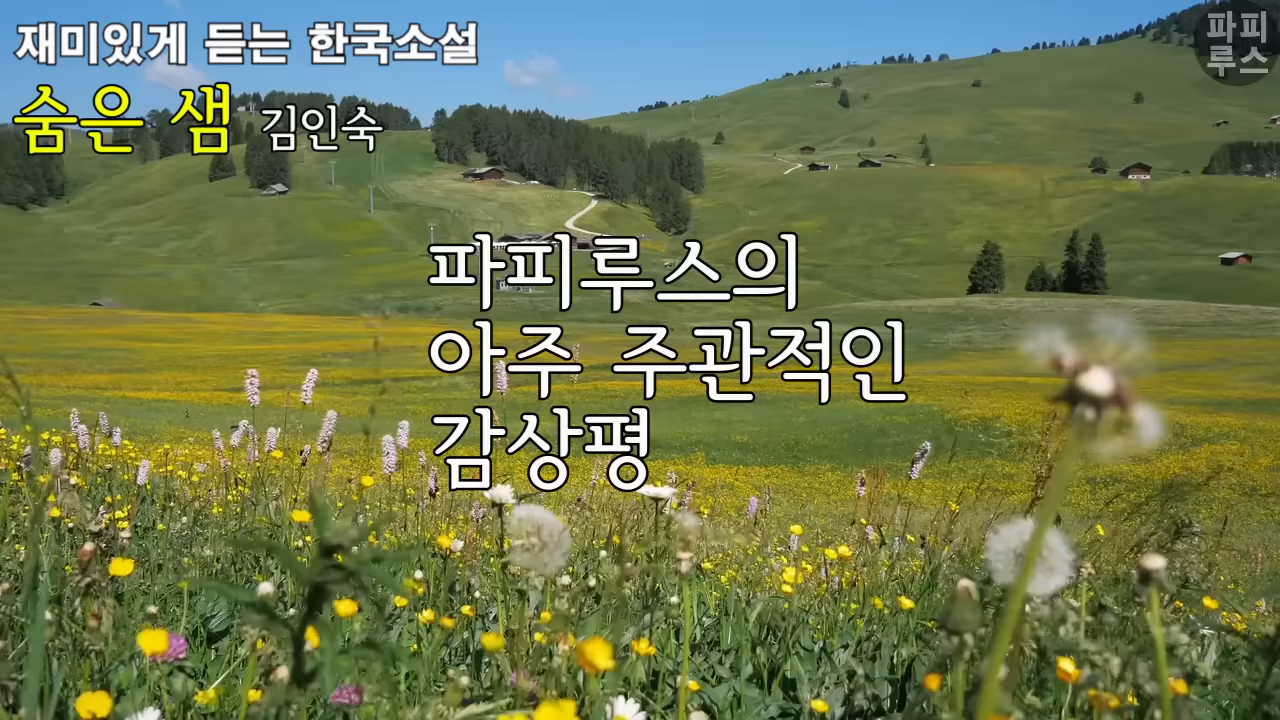 재미있게 듣는 한국소설
숨은 샘 김인숙
파피
루스
파피루스의
아주 주관적인
감상평